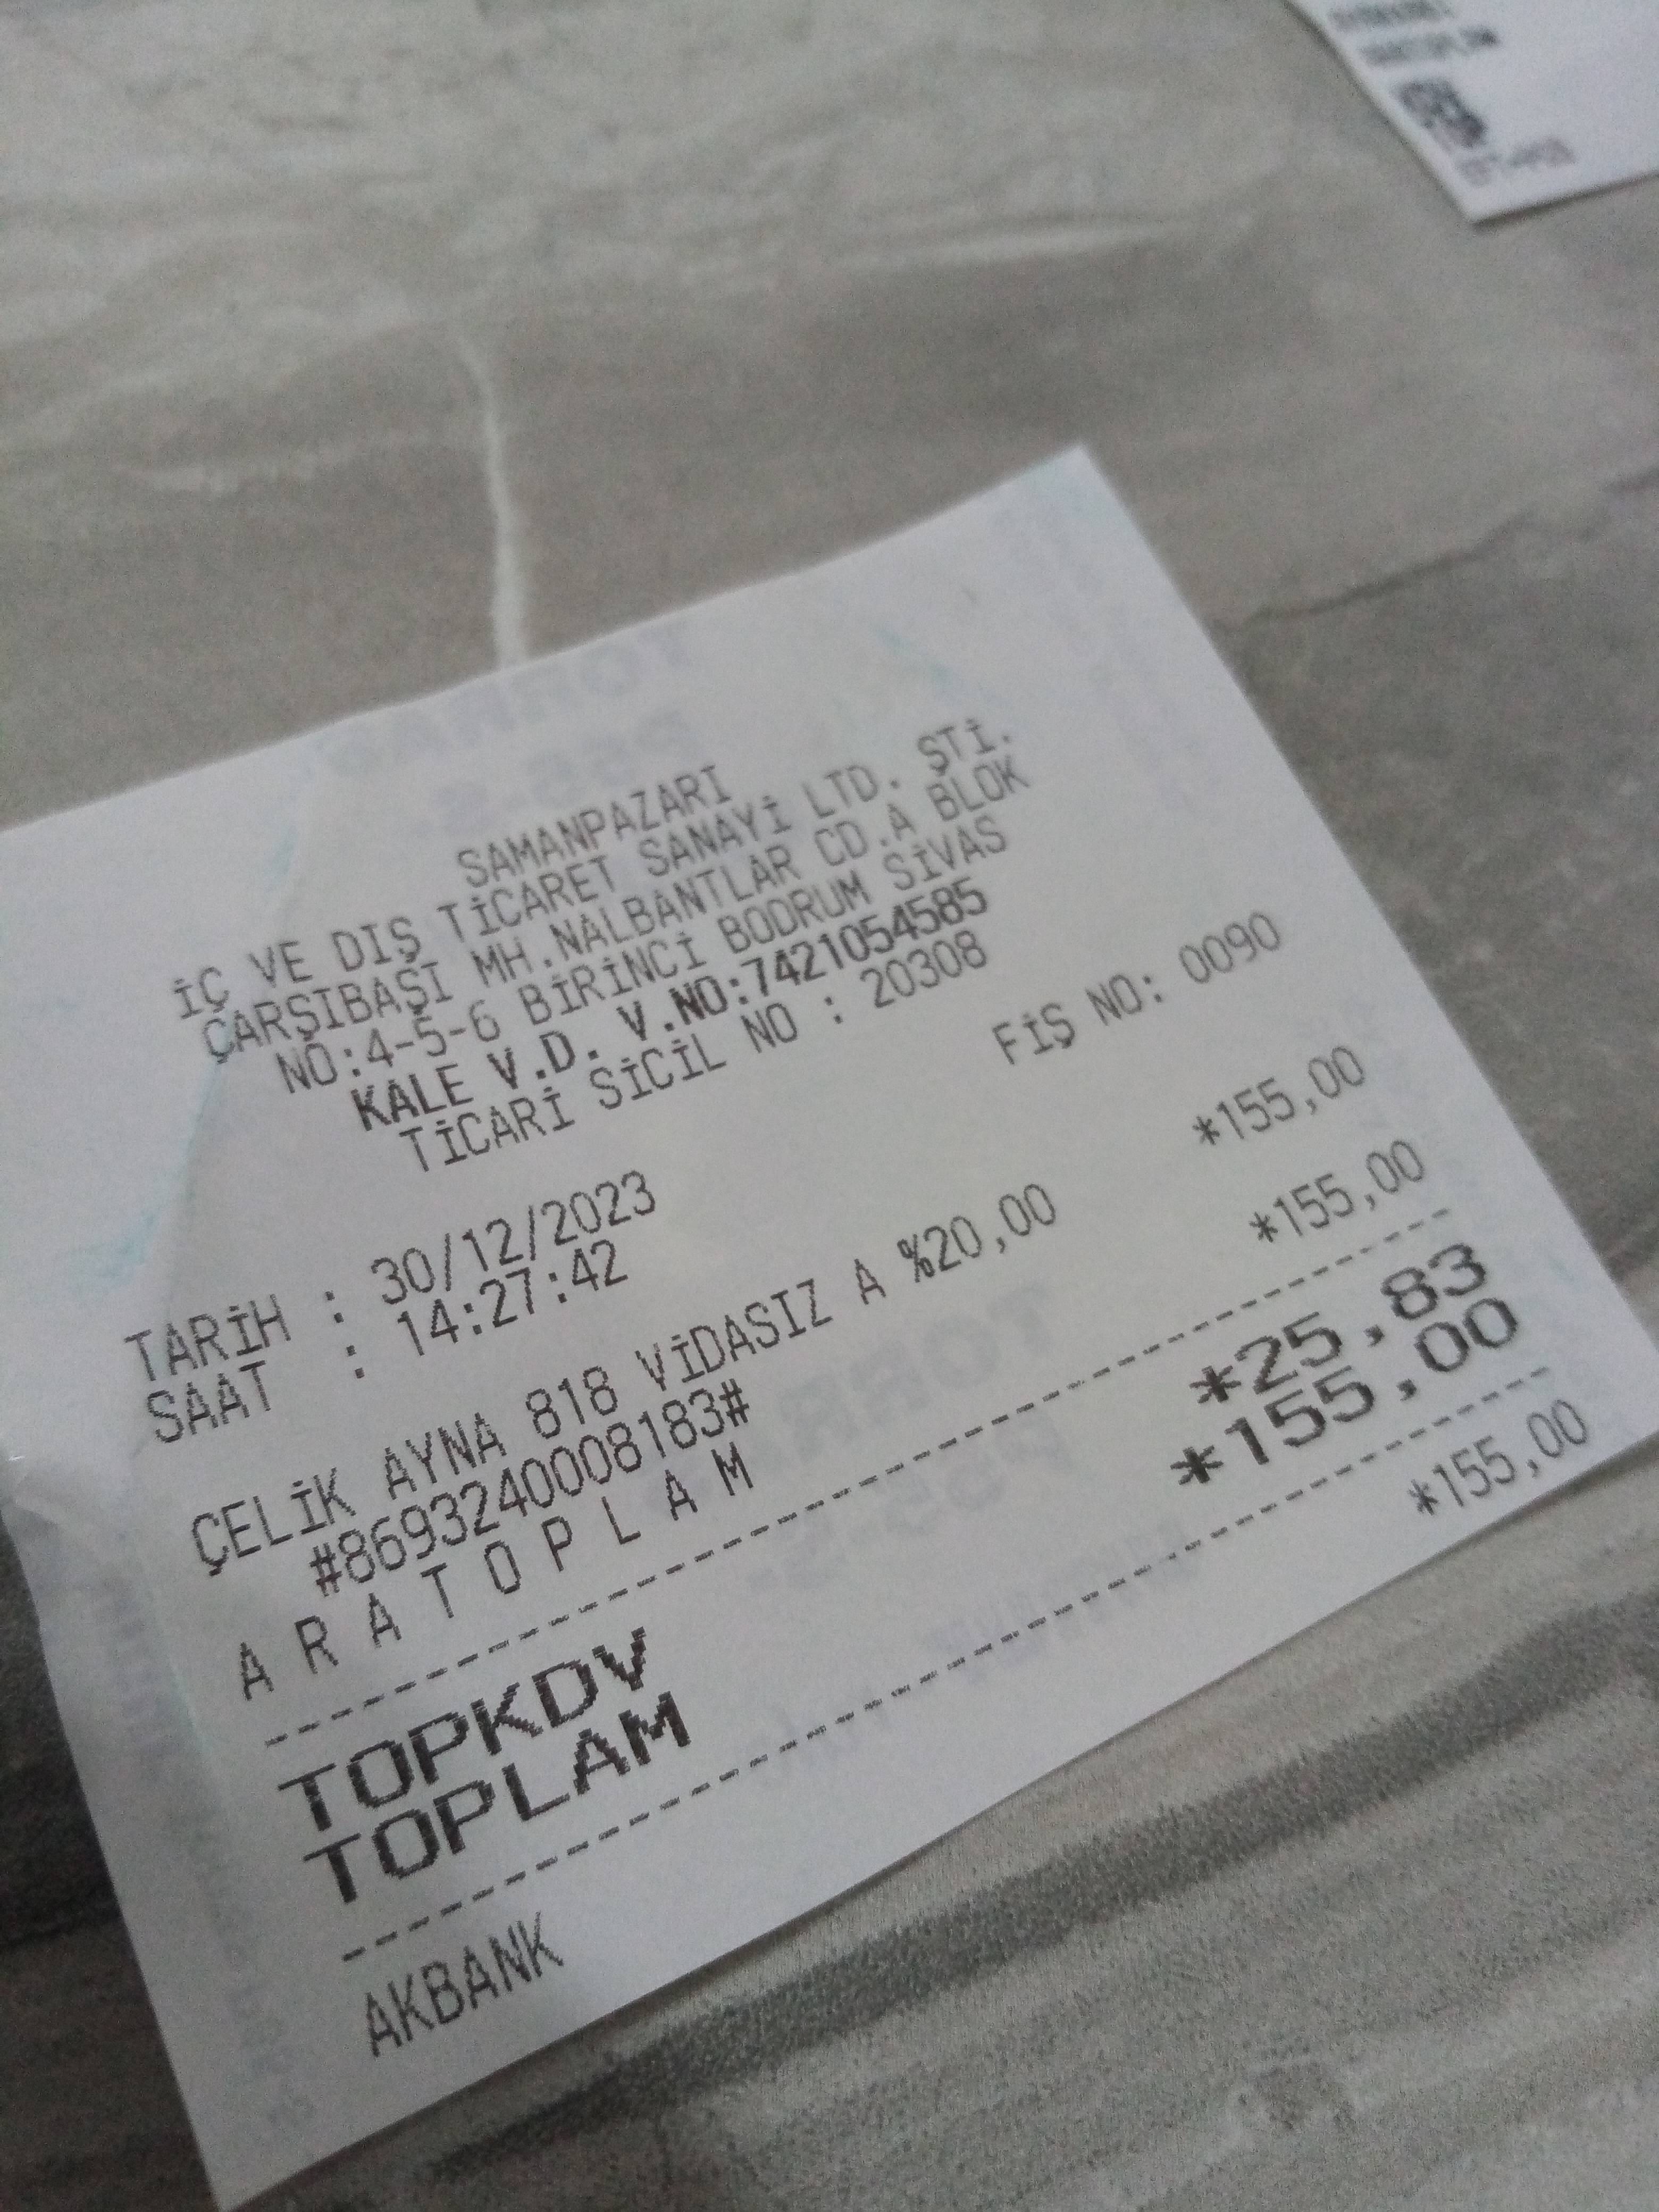 SAMANPAZARI
İÇ VE DIŞ TİCARET SANAYİ LTD. ŞTİ.
ÇARŞIBAŞI MH.NALBANTLAR CD.A BLOK
NO:4-5-6 BİRİNCİ BODRUM SİVAS
KALE V.D. V.NO:7421054585
TİCARİ SİCİL NO : 20308
TARİH : 30/12/2023 FİŞ NO: 0090
SAAT : 14:27:42
ÇELİK AYNA 818 VİDASIZ A %20,00 *155,00
#8693240008183#
A R A T O P L A M *155,00
TOPKDV *25,83
TOPLAM *155,00
AKBANK *155,00